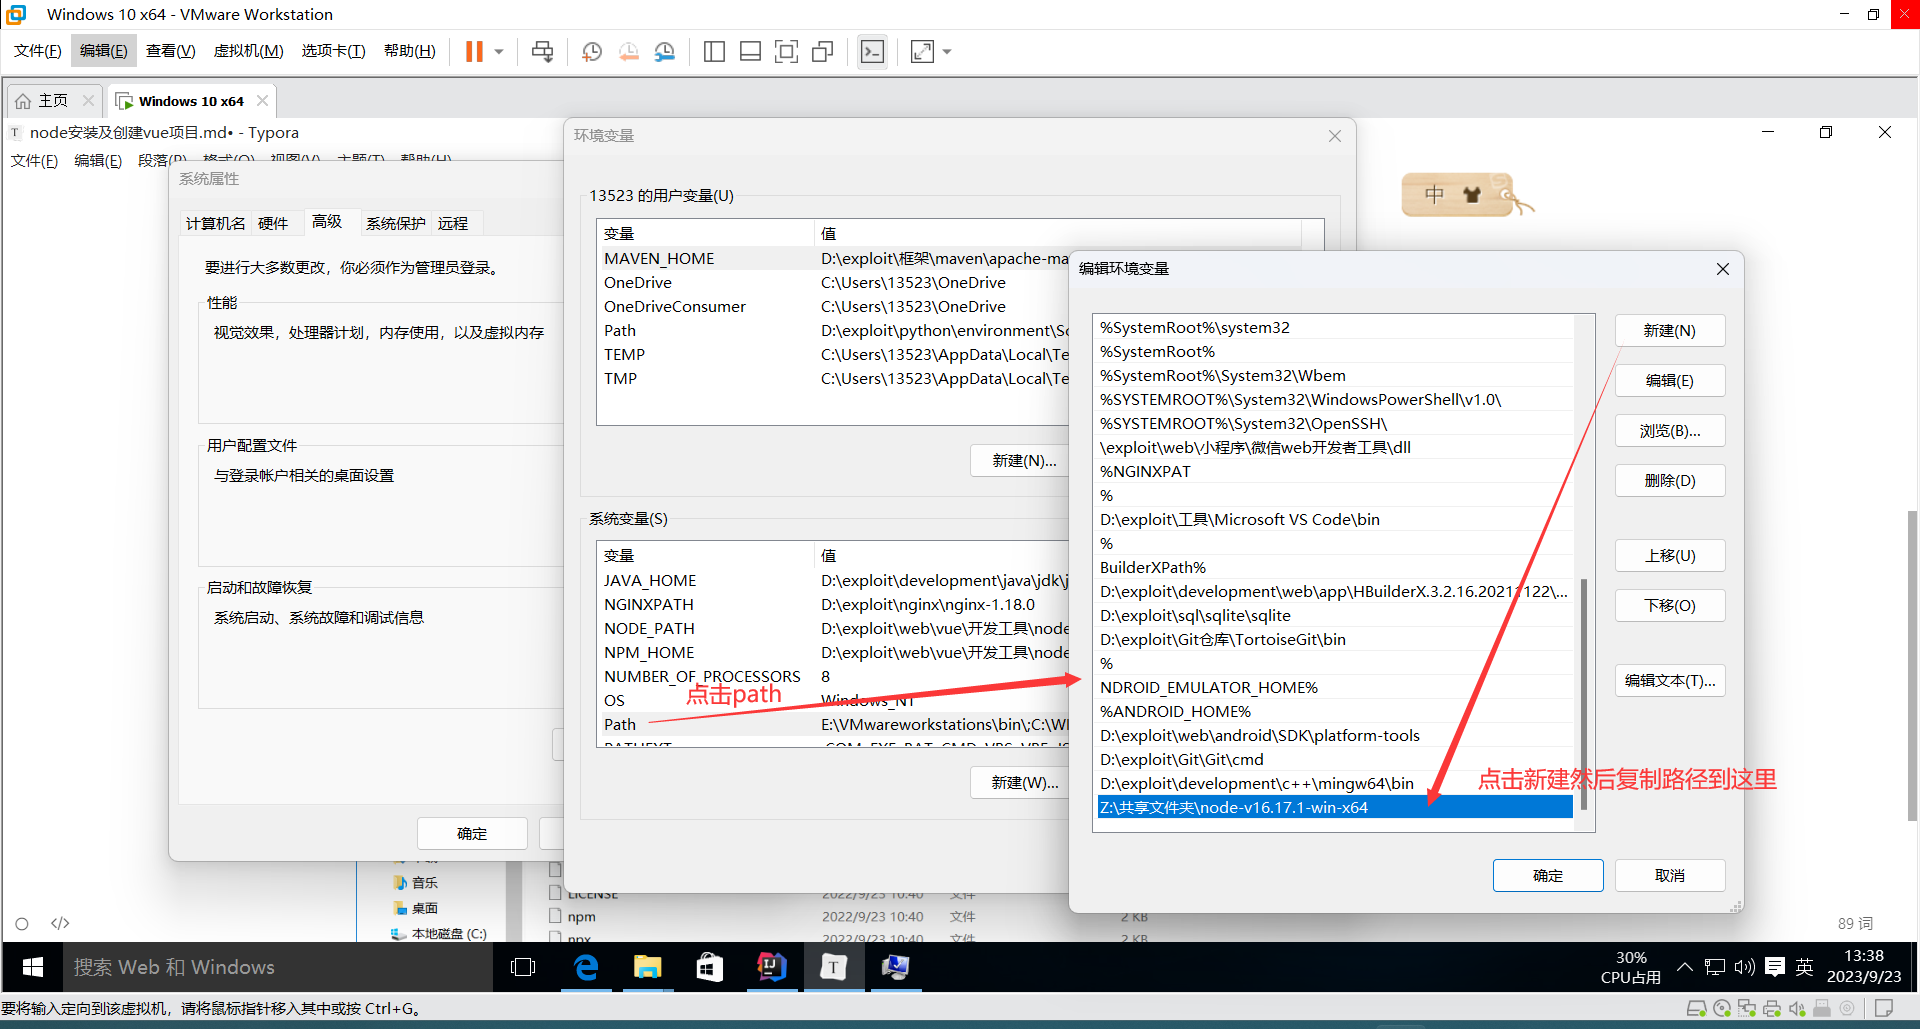 Windows 10 x64 - VMware Workstation
文件(F) 编辑(E) 查看(V) 虚拟机(M) 选项卡(T) 帮助(H)
主页
Windows 10 x64
node安装及创建vue项目.md• - Typora
文件(F) 编辑(E) 段落(P) 格式(O) 视图(V) 主题(T) 帮助(H)
系统属性
计算机名 硬件 高级 系统保护 远程
要进行大多数更改，你必须作为管理员登录。
性能
视觉效果，处理器计划，内存使用，以及虚拟内存
用户配置文件
与登录帐户相关的桌面设置
启动和故障恢复
系统启动、系统故障和调试信息
确定
环境变量
13523 的用户变量(U)
变量 值
MAVEN_HOME D:\exploit\框架\maven\apache-ma
OneDrive C:\Users\13523\OneDrive
OneDriveConsumer C:\Users\13523\OneDrive
Path D:\exploit\python\environment\Sc
TEMP C:\Users\13523\AppData\Local\Te
TMP C:\Users\13523\AppData\Local\Te
新建(N)...
系统变量(S)
变量 值
JAVA_HOME D:\exploit\development\java\jdk\j
NGINXPATH D:\exploit\nginx\nginx-1.18.0
NODE_PATH D:\exploit\web\vue\开发工具\node
NPM_HOME D:\exploit\web\vue\开发工具\node
NUMBER_OF_PROCESSORS 8
OS Windows_NT
Path E:\VMwareworkstations\bin\;C:\WI
PATHEXT .COM;.EXE;.BAT;.CMD;.VBS;.VBE;.JS
点击path
新建(W)...
中
编辑环境变量
%SystemRoot%\system32
%SystemRoot%
%SystemRoot%\System32\Wbem
%SYSTEMROOT%\System32\WindowsPowerShell\v1.0\
%SYSTEMROOT%\System32\OpenSSH\
\exploit\web\小程序\微信web开发者工具\dll
%NGINXPAT
%
D:\exploit\工具\Microsoft VS Code\bin
%
BuilderXPath%
D:\exploit\development\web\app\HBuilderX.3.2.16.20211122\...
D:\exploit\sql\sqlite\sqlite
D:\exploit\Git仓库\TortoiseGit\bin
%
NDROID_EMULATOR_HOME%
%ANDROID_HOME%
D:\exploit\web\android\SDK\platform-tools
D:\exploit\Git\Git\cmd
D:\exploit\development\c++\mingw64\bin
Z:\共享文件夹\node-v16.17.1-win-x64
新建(N)
编辑(E)
浏览(B)...
删除(D)
上移(U)
下移(O)
编辑文本(T)...
点击新建然后复制路径到这里
确定 取消
音乐
桌面
本地磁盘 (C:)
LICENSE 2022/9/23 10:40 文件
npm 2022/9/23 10:40 文件 2 KB
npx 2022/9/23 10:40 文件 2 KB
</>
89 词
搜索 Web 和 Windows
30%
CPU占用
英
13:38
2023/9/23
要将输入定向到该虚拟机，请将鼠标指针移入其中或按 Ctrl+G。